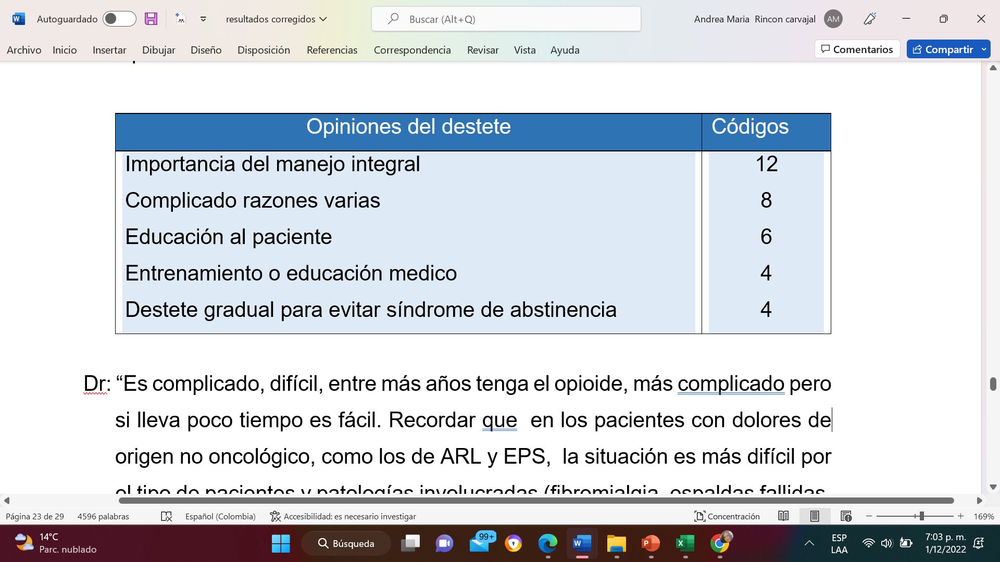 Autoguardado
resultados corregidos
Buscar (Alt+Q)
Andrea Maria Rincon carvajal
AM
Archivo Inicio Insertar Dibujar Diseño Disposición Referencias Correspondencia Revisar Vista Ayuda
Comentarios
Compartir
Opiniones del destete Códigos
Importancia del manejo integral 12
Complicado razones varias 8
Educación al paciente 6
Entrenamiento o educación medico 4
Destete gradual para evitar síndrome de abstinencia 4
Dr: “Es complicado, difícil, entre más años tenga el opioide, más complicado pero
si lleva poco tiempo es fácil. Recordar que  en los pacientes con dolores de
origen no oncológico, como los de ARL y EPS,  la situación es más difícil por
el tipo de pacientes y patologías involucradas (fibromialgia, espaldas fallidas,
Página 23 de 29 4596 palabras Español (Colombia) Accesibilidad: es necesario investigar Concentración 169%
14°C
Parc. nublado
Búsqueda
99+
ESP
LAA
7:03 p. m.
1/12/2022